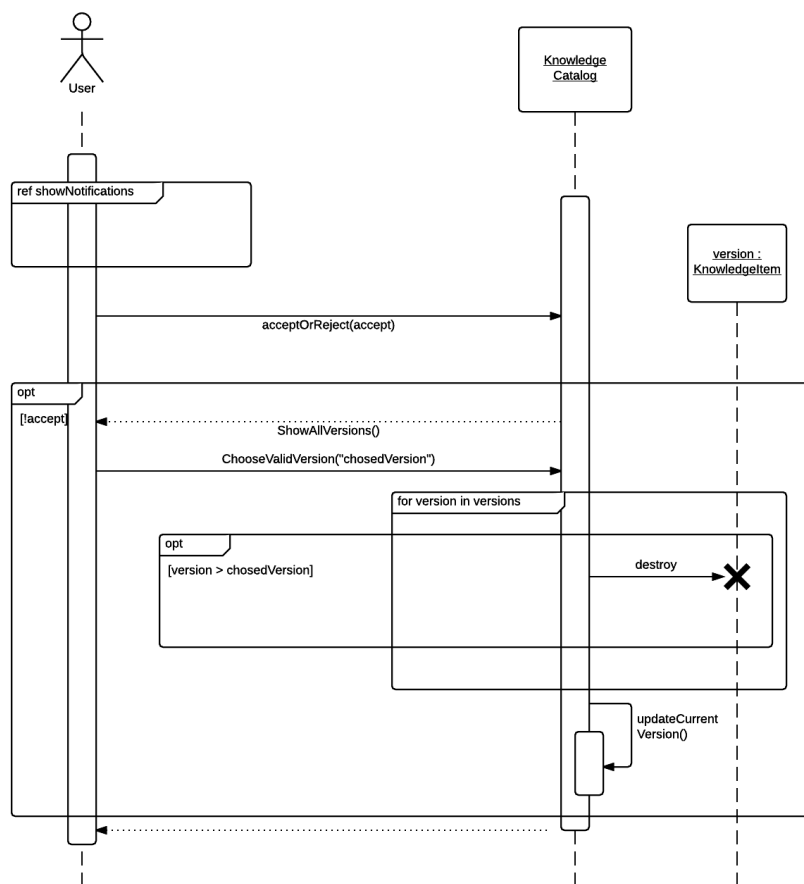 User
Knowledge
Catalog
ref showNotifications
version :
KnowledgeItem
acceptOrReject(accept)
opt
[!accept]
ShowAllVersions()
ChooseValidVersion("chosedVersion")
for version in versions
opt
[version > chosedVersion]
destroy
updateCurrent
Version()